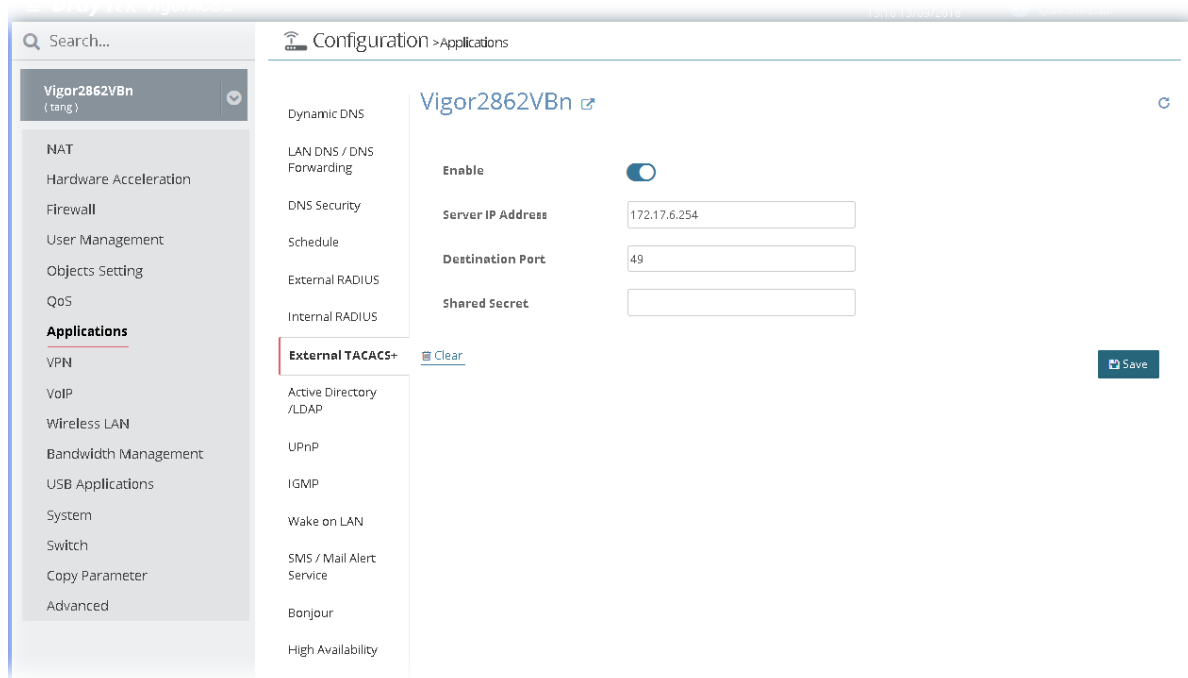 Search...
Configuration >Applications
Vigor2862VBn
( tang )
NAT
Hardware Acceleration
Firewall
User Management
Objects Setting
QoS
Applications
VPN
VoIP
Wireless LAN
Bandwidth Management
USB Applications
System
Switch
Copy Parameter
Advanced
Dynamic DNS
LAN DNS / DNS
Forwarding
DNS Security
Schedule
External RADIUS
Internal RADIUS
External TACACS+
Active Directory
/LDAP
UPnP
IGMP
Wake on LAN
SMS / Mail Alert
Service
Bonjour
High Availability
Vigor2862VBn
Enable
Server IP Address
172.17.6.254
Destination Port
49
Shared Secret
Clear
Save